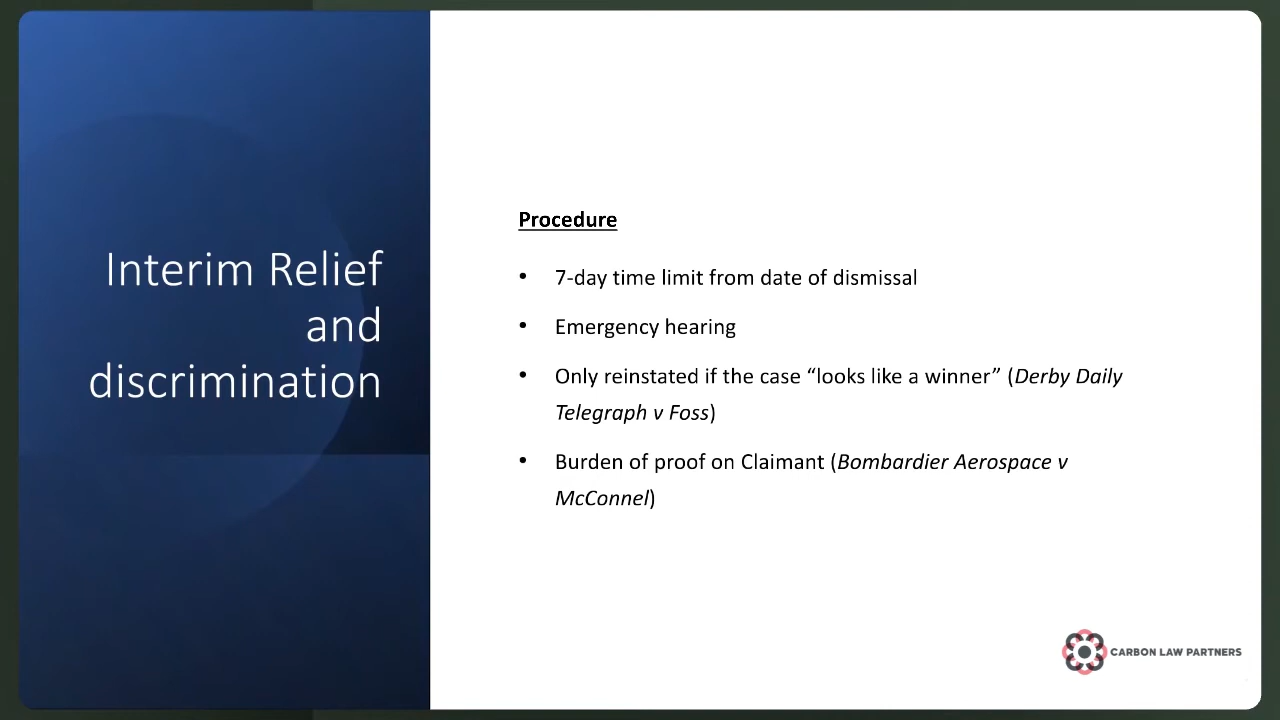 Interim Relief
and
discrimination
Procedure
• 7-day time limit from date of dismissal
• Emergency hearing
• Only reinstated if the case “looks like a winner” (Derby Daily
Telegraph v Foss)
• Burden of proof on Claimant (Bombardier Aerospace v
McConnel)
CARBON LAW PARTNERS